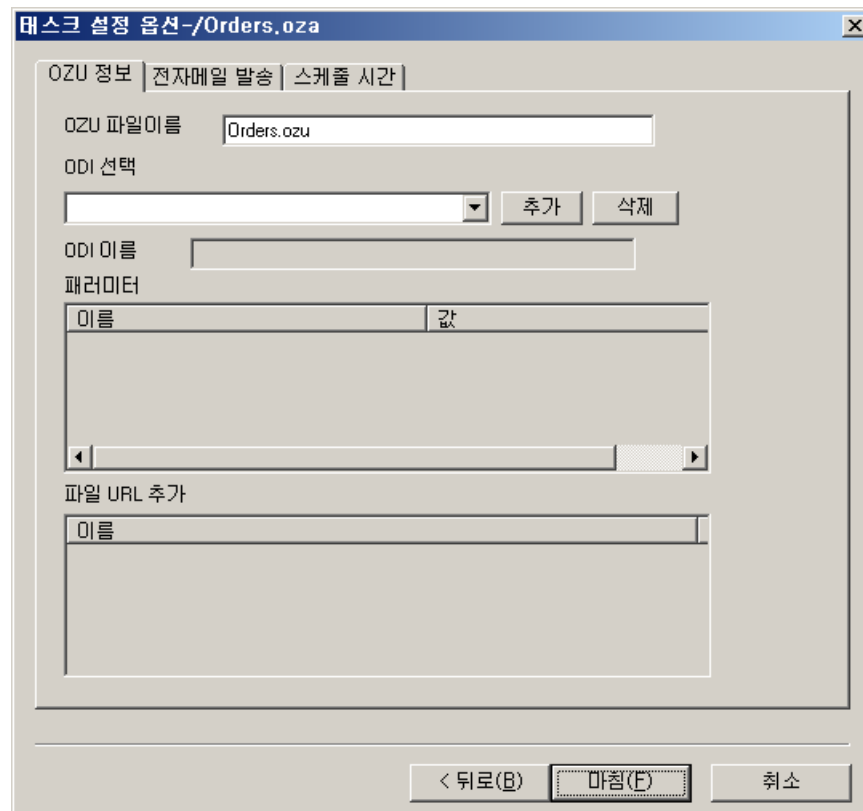 태스크 설정 옵션-/Orders.oza
OZU 정보 전자메일 발송 스케줄 시간
OZU 파일이름 Orders.ozu
ODI 선택
추가 삭제
ODI 이름
패러미터
이름 값
파일 URL 추가
이름
< 뒤로(B) 마침(F) 취소